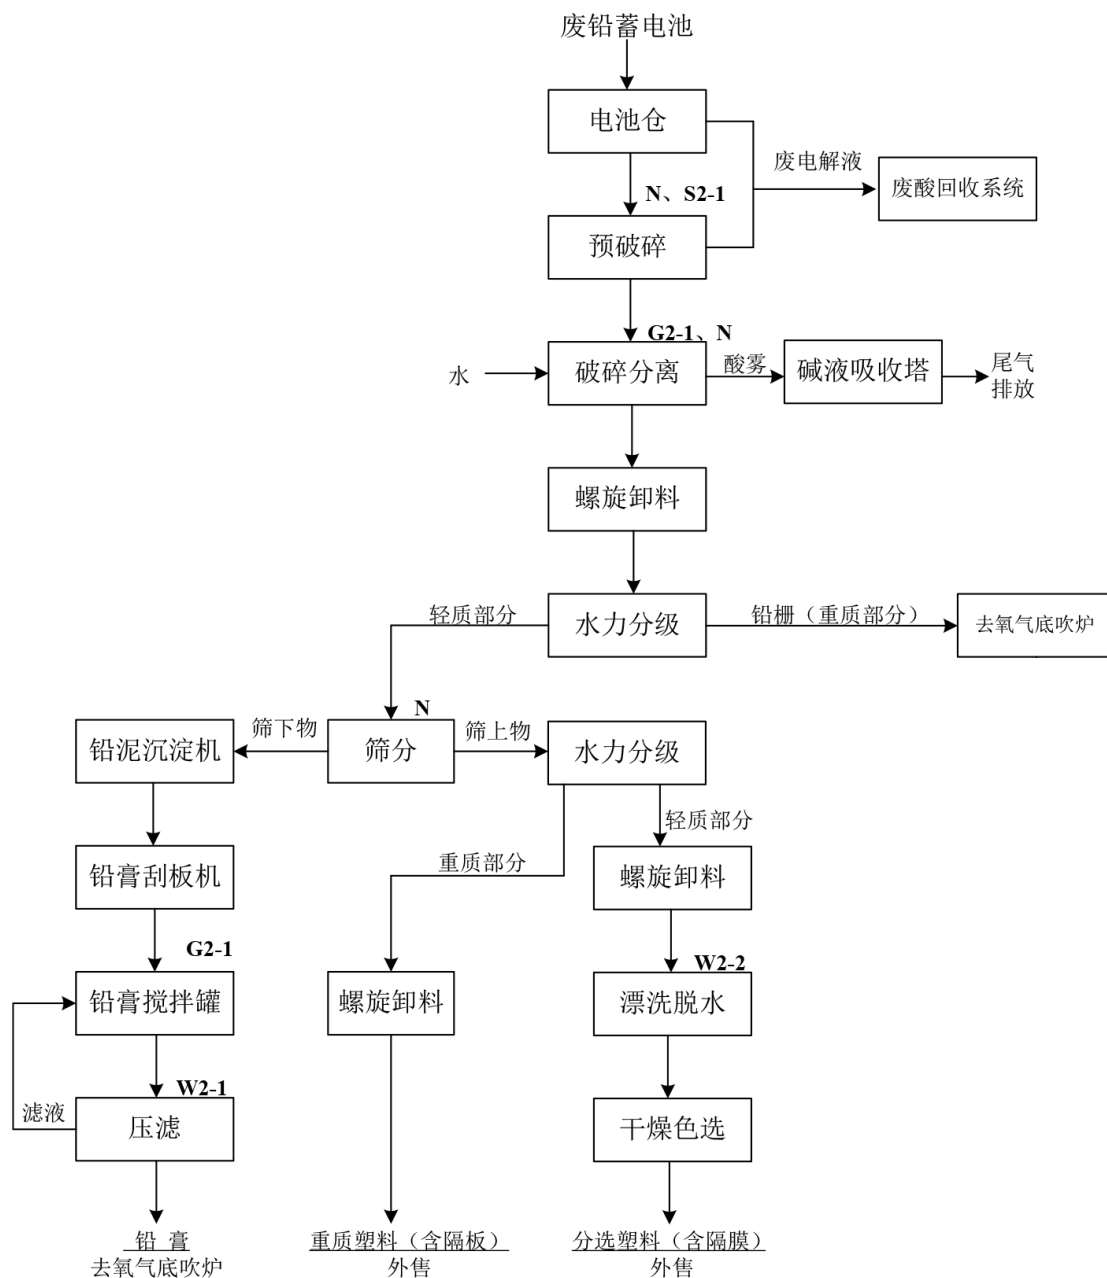 废铅蓄电池
电池仓
废电解液
废酸回收系统
N、S2-1
预破碎
G2-1、N
水
破碎分离
酸雾
碱液吸收塔
尾气
排放
螺旋卸料
轻质部分
水力分级
铅栅（重质部分）
去氧气底吹炉
N
铅泥沉淀机
筛下物
筛分
筛上物
水力分级
轻质部分
重质部分
铅膏刮板机
螺旋卸料
G2-1
W2-2
铅膏搅拌罐
螺旋卸料
漂洗脱水
W2-1
滤液
压滤
干燥色选
铅 膏
去氧气底吹炉
重质塑料（含隔板）
外售
分选塑料（含隔膜）
外售